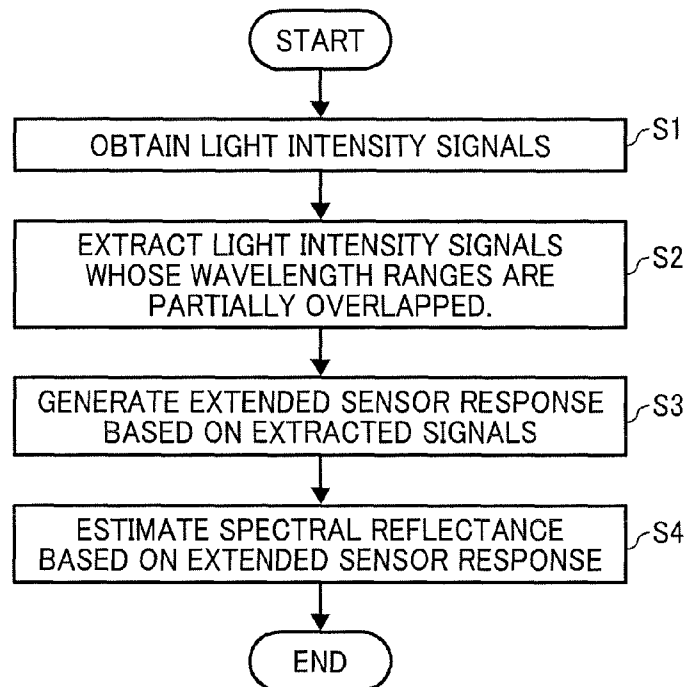 START
OBTAIN LIGHT INTENSITY SIGNALS
S1
EXTRACT LIGHT INTENSITY SIGNALS
WHOSE WAVELENGTH RANGES ARE
PARTIALLY OVERLAPPED.
S2
GENERATE EXTENDED SENSOR RESPONSE
BASED ON EXTRACTED SIGNALS
S3
ESTIMATE SPECTRAL REFLECTANCE
BASED ON EXTENDED SENSOR RESPONSE
S4
END